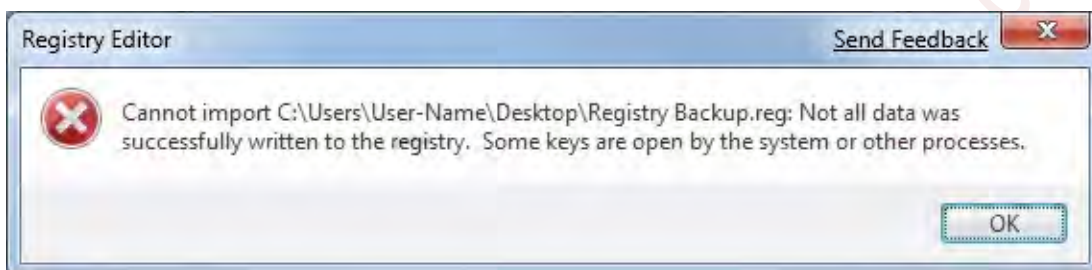 Registry Editor
Send Feedback
Cannot import C:\Users\User-Name\Desktop\Registry Backup.reg: Not all data was
successfully written to the registry. Some keys are open by the system or other processes.
OK